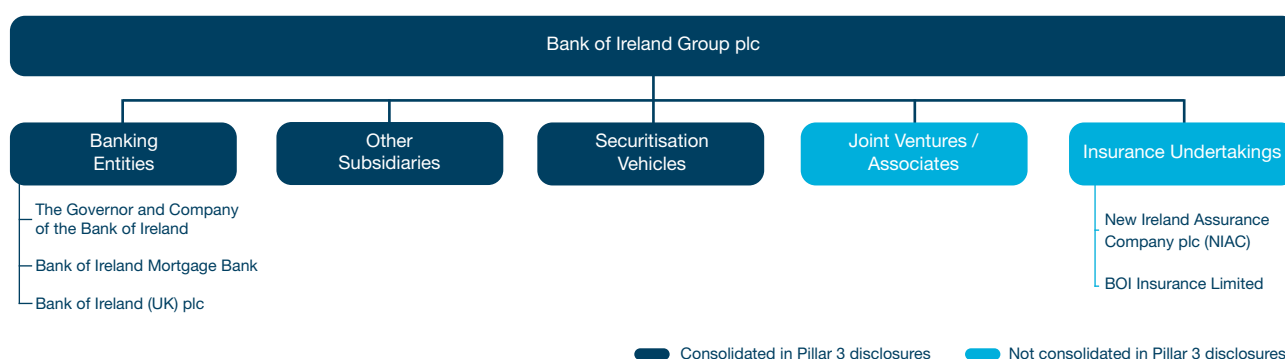 Bank of Ireland Group plc
Banking
Entities
Other
Subsidiaries
Securitisation
Vehicles
Joint Ventures /
Associates
Insurance Undertakings
The Governor and Company
of the Bank of Ireland
Bank of Ireland Mortgage Bank
Bank of Ireland (UK) plc
New Ireland Assurance
Company plc (NIAC)
BOI Insurance Limited
Consolidated in Pillar 3 disclosures
Not consolidated in Pillar 3 disclosures